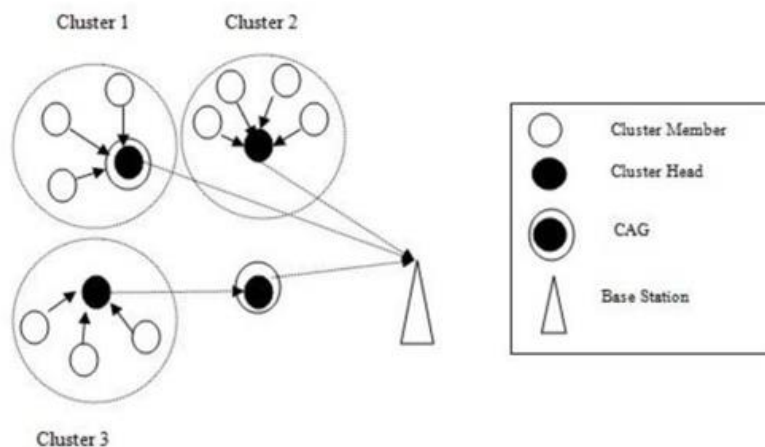 Cluster 1
Cluster 2
Cluster Member
Cluster Head
CAG
Base Station
Cluster 3